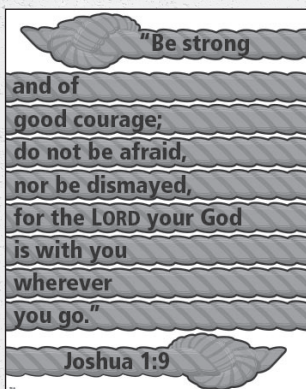 "Be strong
and of
good courage;
do not be afraid,
nor be dismayed,
for the LORD your God
is with you
wherever
you go."
Joshua 1:9